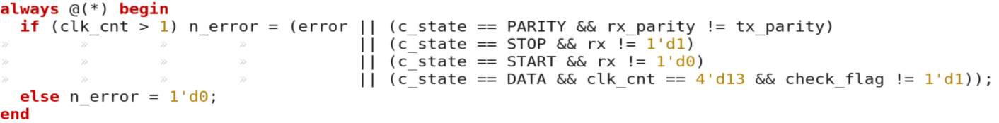 always @(*) begin
  if (clk_cnt > 1) n_error = (error || (c_state == PARITY && rx_parity != tx_parity)
»       »       »       »           || (c_state == STOP && rx != 1'd1)
»       »       »       »           || (c_state == START && rx != 1'd0)
»       »       »       »           || (c_state == DATA && clk_cnt == 4'd13 && check_flag != 1'd1));
  else n_error = 1'd0;
end